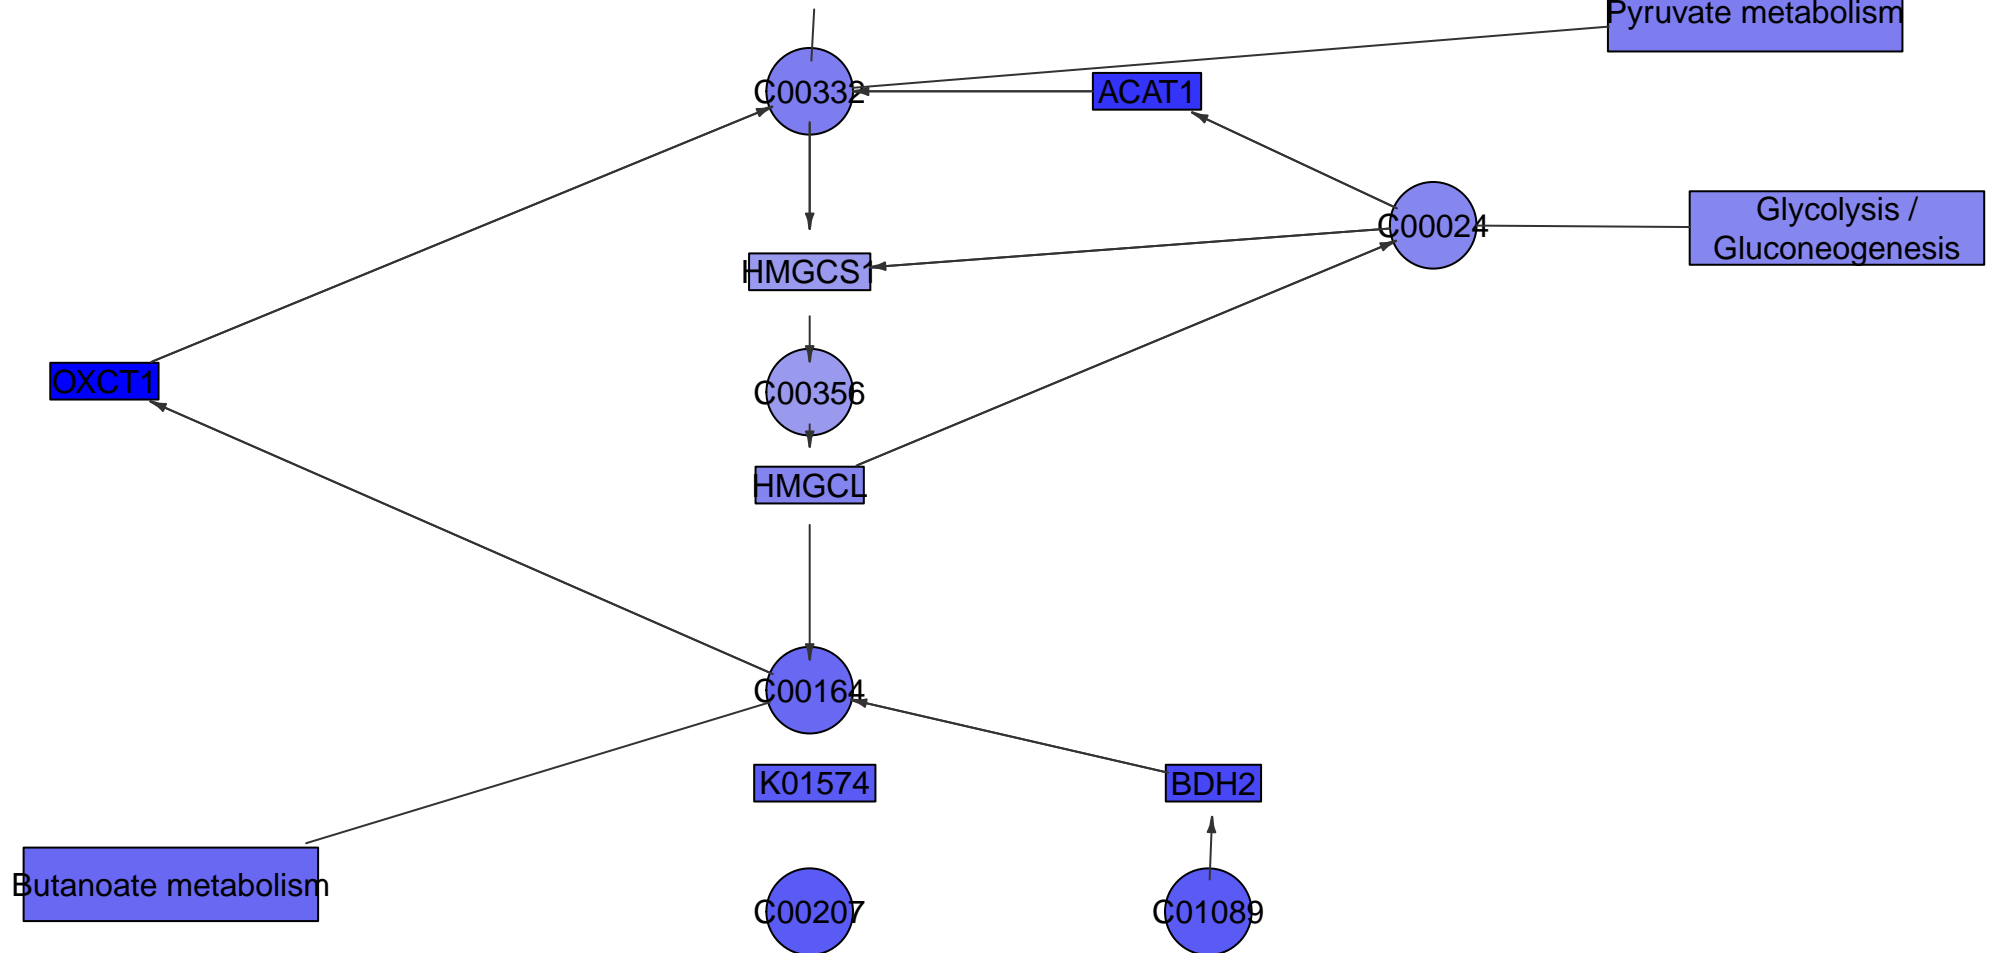 Pyruvate metabolism
C00332
ACAT1
C00024
Glycolysis /
Gluconeogenesis
HMGCS1
OXCT1
C00356
HMGCL
C00164
K01574
BDH2
Butanoate metabolism
C00207
C01089